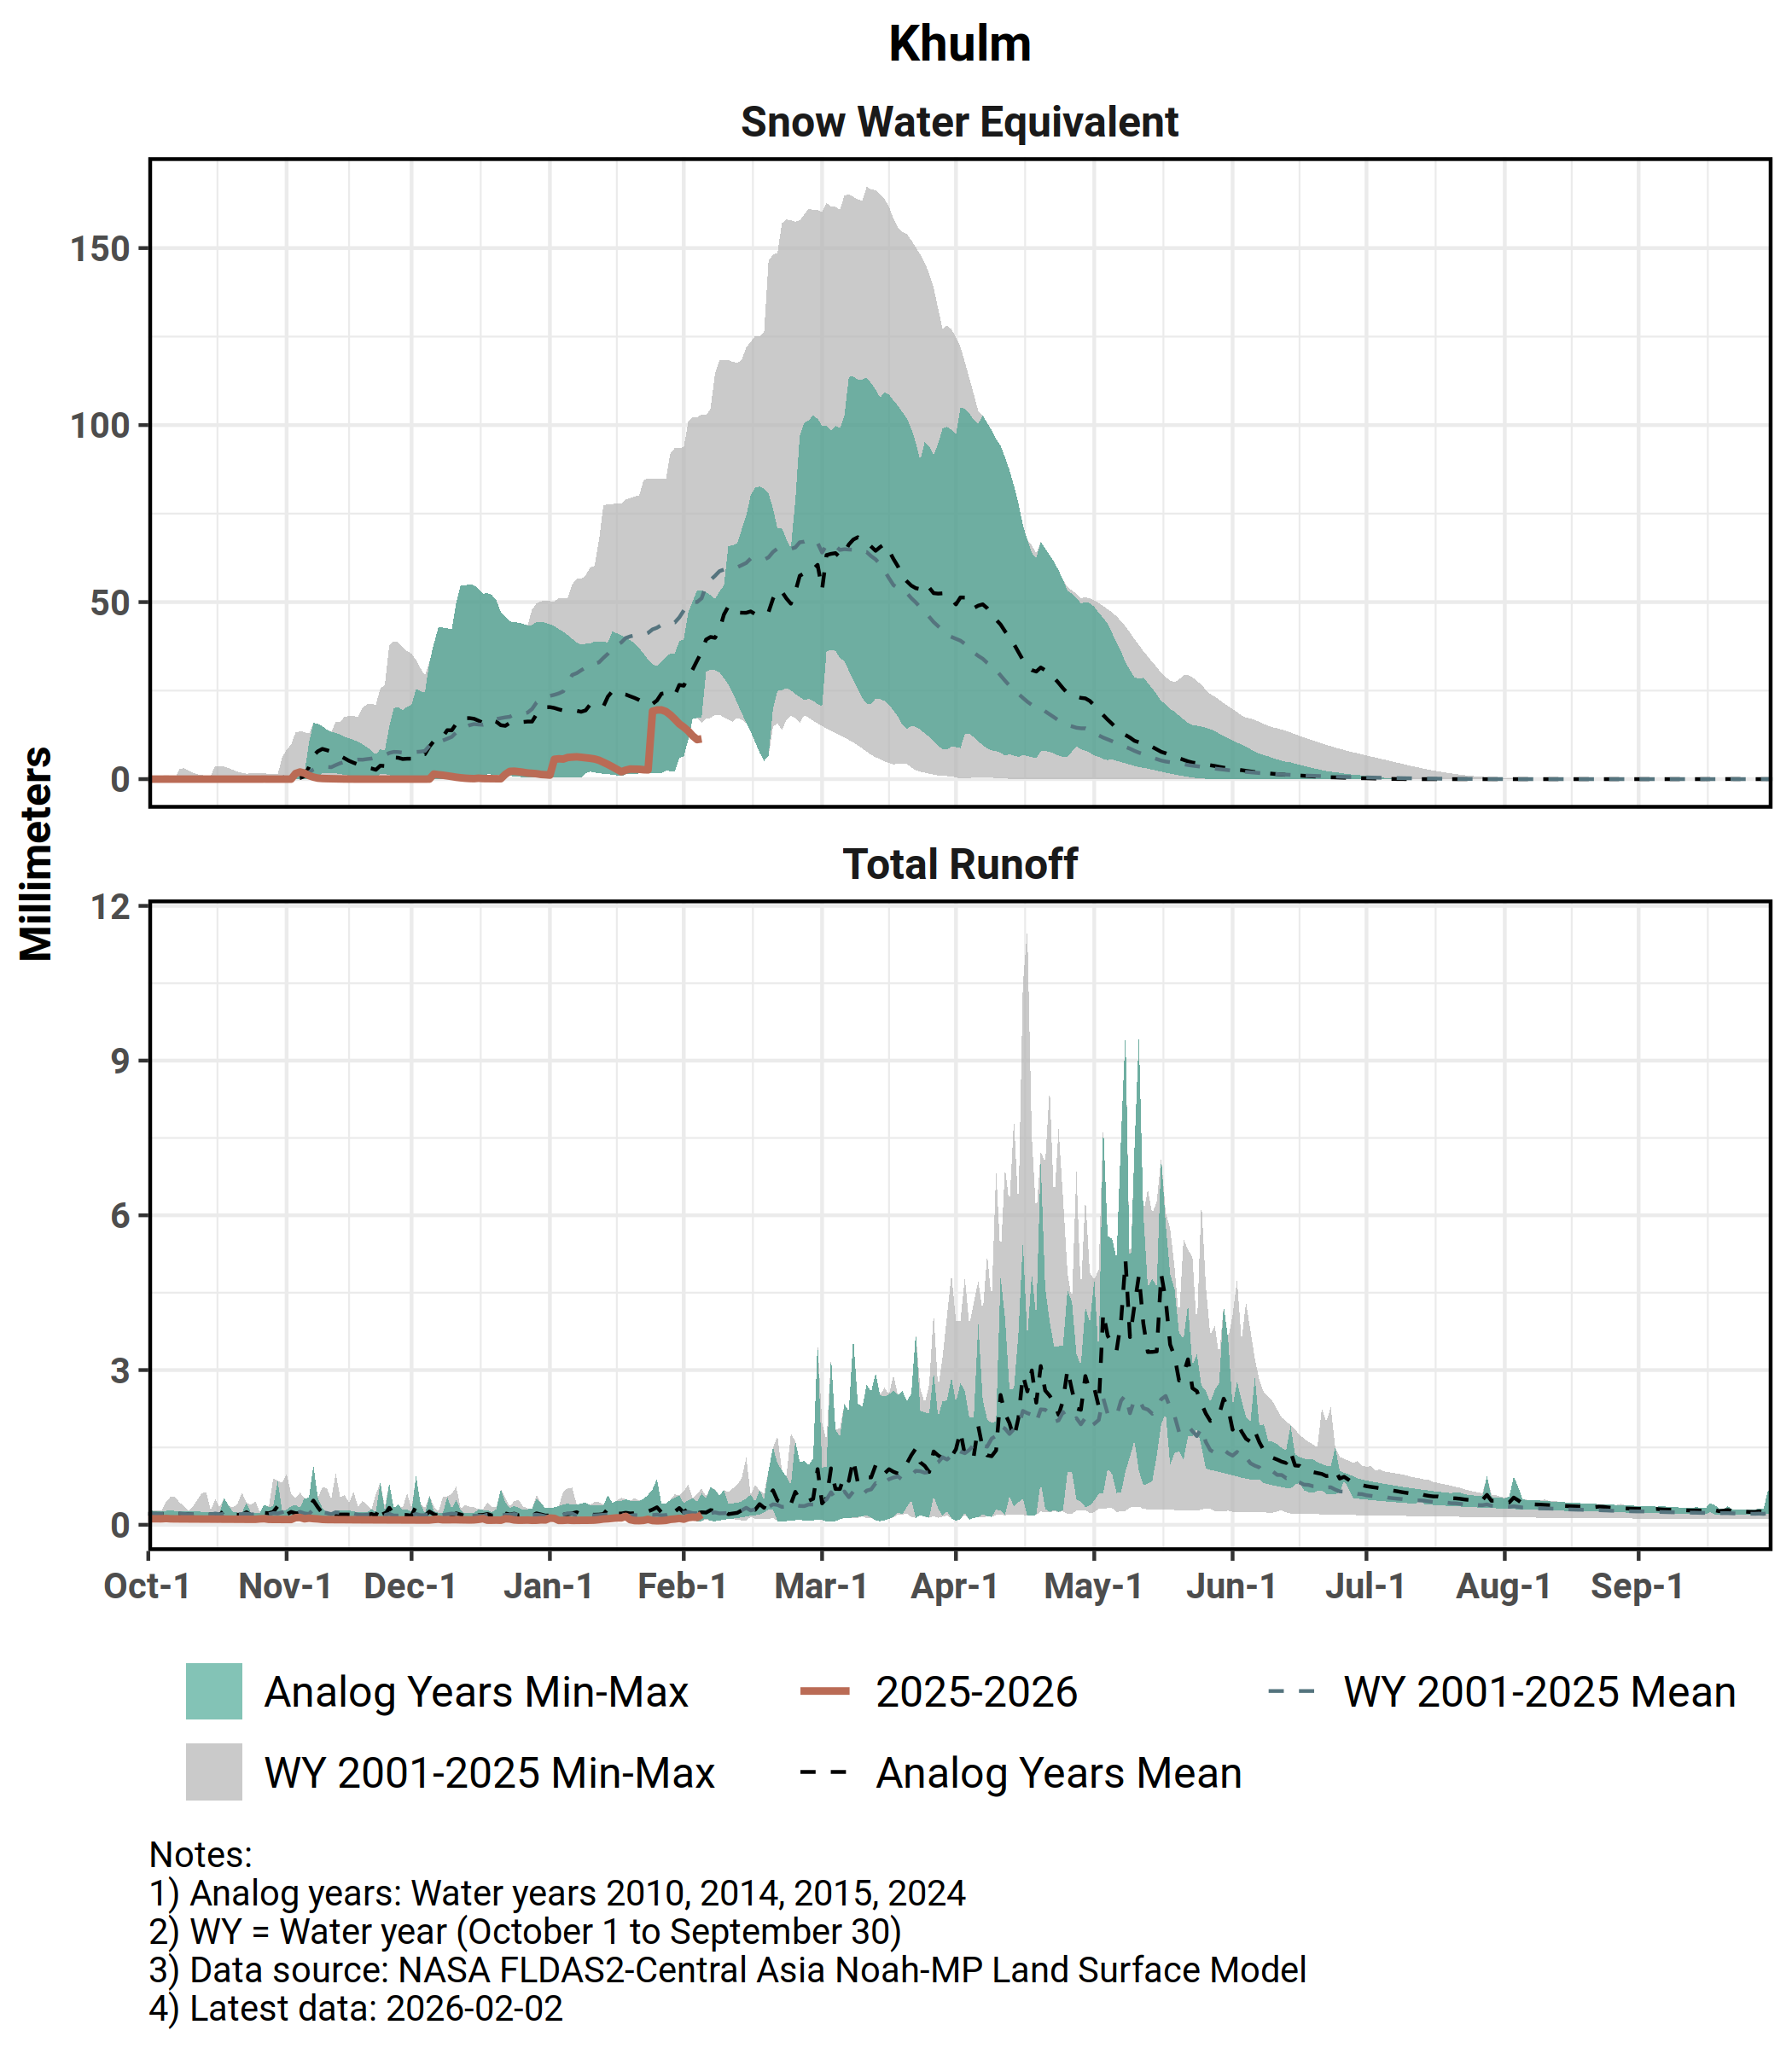 Khulm
Snow Water Equivalent
150
100
50
0
Millimeters
Total Runoff
12
9
6
3
0
Oct-1 Nov-1 Dec-1 Jan-1 Feb-1 Mar-1 Apr-1 May-1 Jun-1 Jul-1 Aug-1 Sep-1
Analog Years Min-Max 2025-2026 WY 2001-2025 Mean
WY 2001-2025 Min-Max Analog Years Mean
Notes:
1) Analog years: Water years 2010, 2014, 2015, 2024
2) WY = Water year (October 1 to September 30)
3) Data source: NASA FLDAS2-Central Asia Noah-MP Land Surface Model
4) Latest data: 2026-02-02